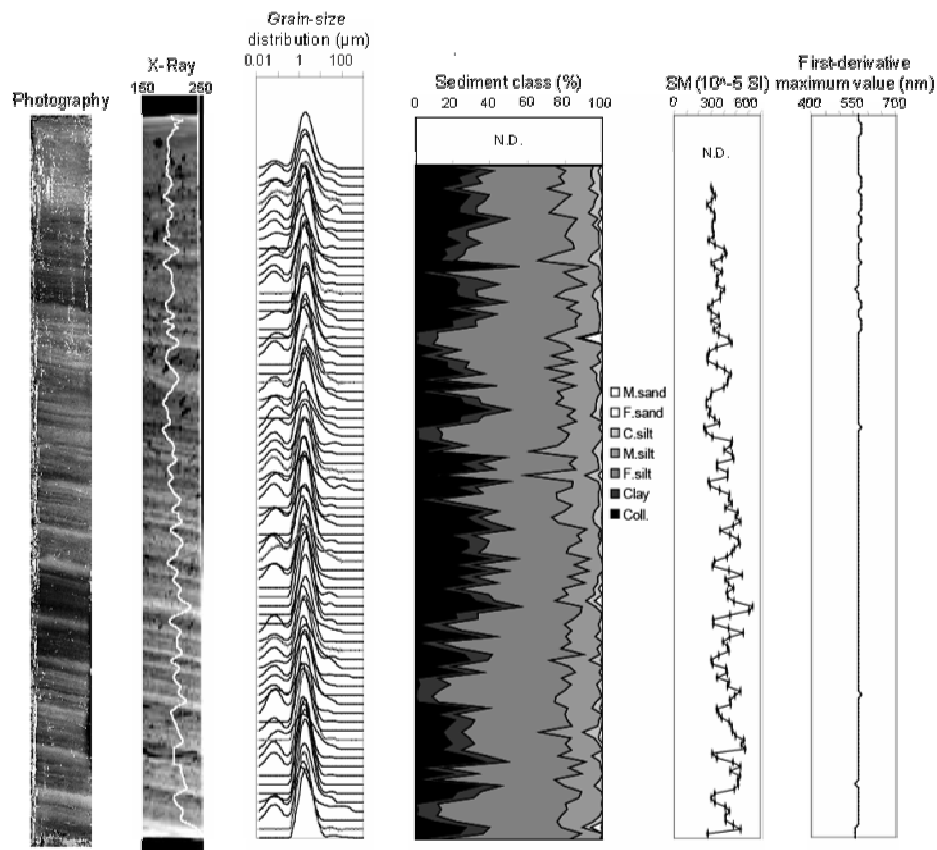 Grain-size
distribution (µm)
0.01 1 100
X-Ray
150 250
Photography
Sediment class (%)
0 20 40 60 80 100
N.D.
SM (10^-5 SI)
0 300 600
N.D.
First-derivative
maximum value (nm)
400 550 700
M.sand
F.sand
C.silt
M.silt
F.silt
Clay
Coll.